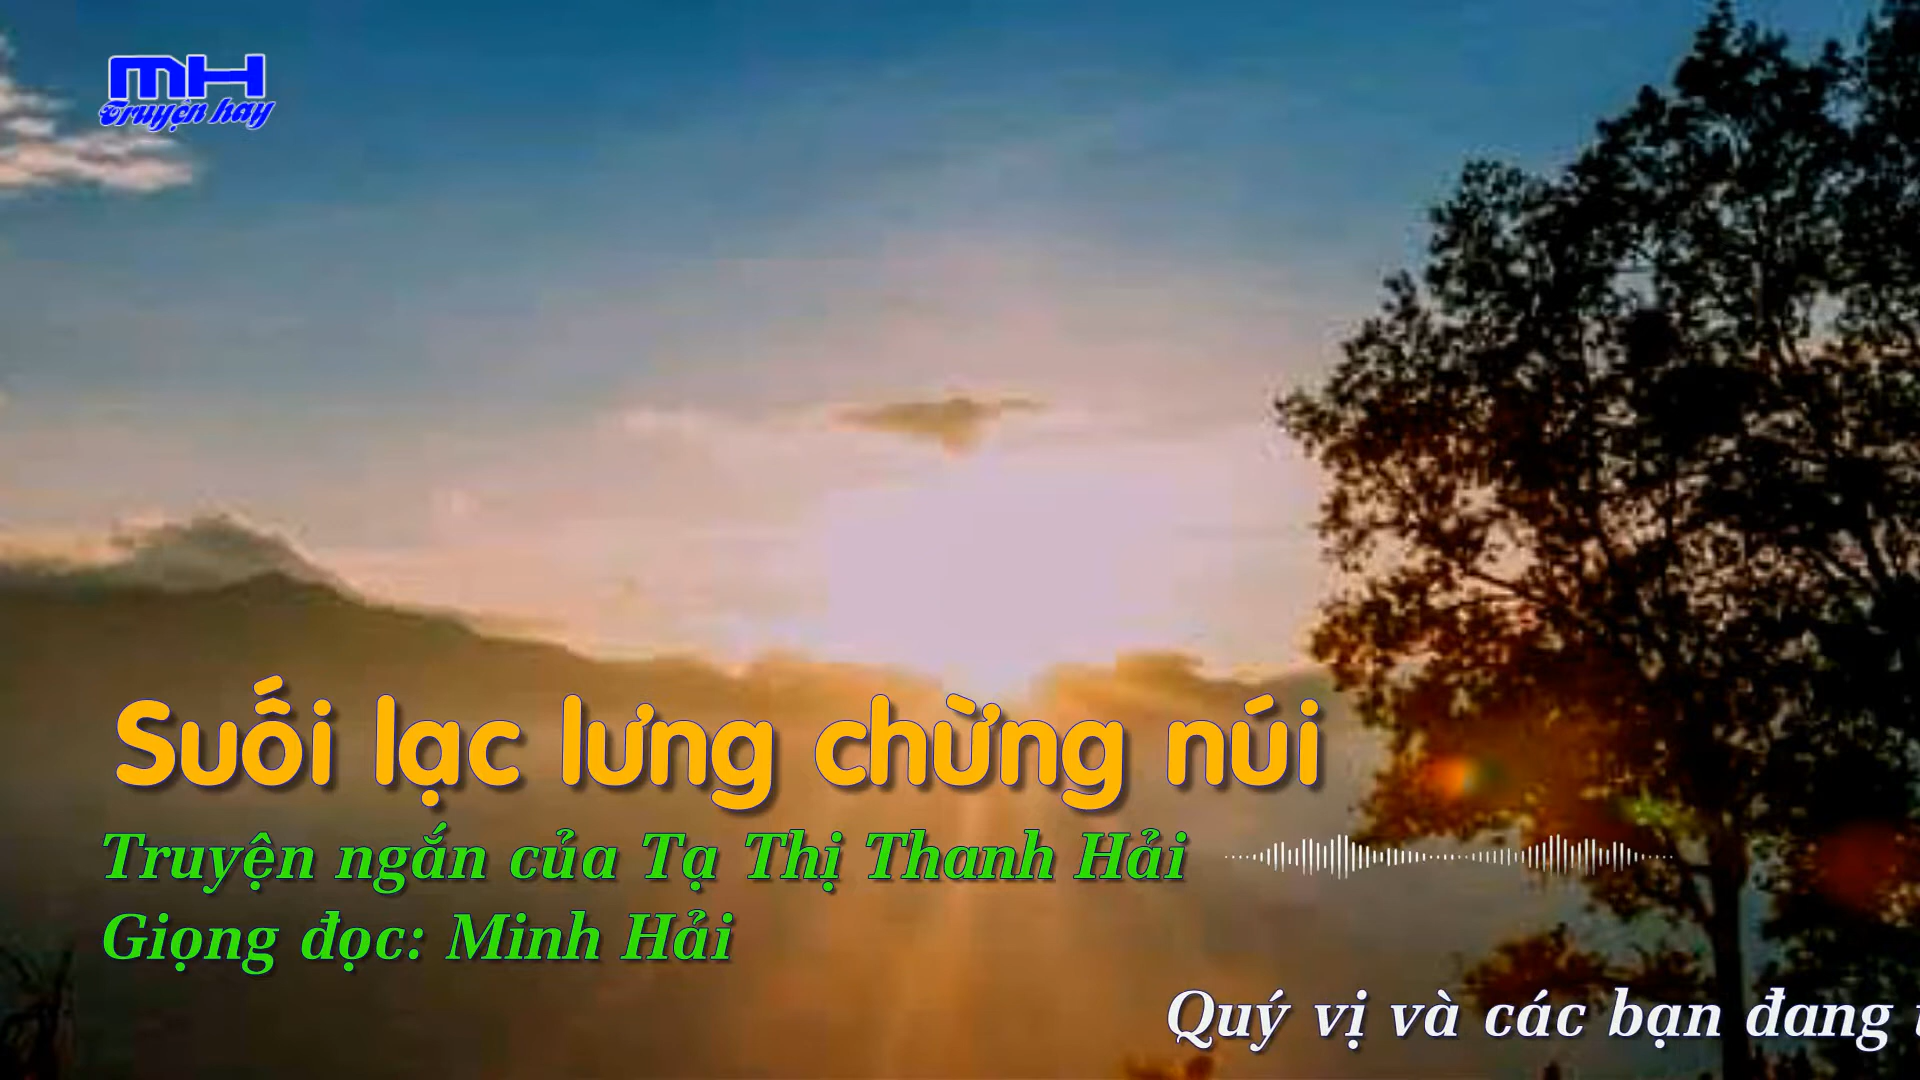 MH
Truyện hay
Suối lạc lưng chừng núi
Truyện ngắn của Tạ Thị Thanh Hải
Giọng đọc: Minh Hải
Quý vị và các bạn đang